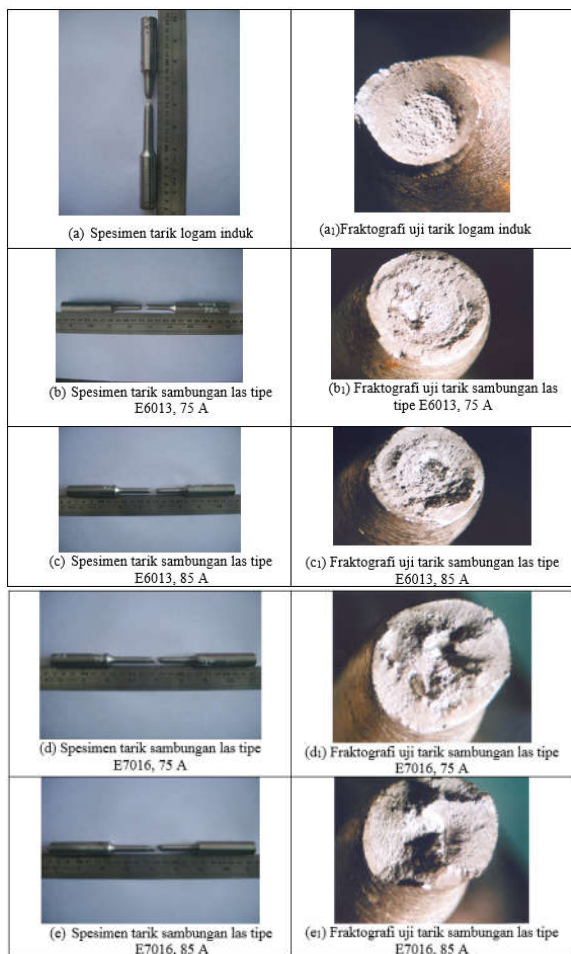 (a) Spesimen tarik logam induk
(a1)Fraktografi uji tarik logam induk
(b) Spesimen tarik sambungan las tipe
E6013, 75 A
(b1) Fraktografi uji tarik sambungan las
tipe E6013, 75 A
(c) Spesimen tarik sambungan las tipe
E6013, 85 A
(c1) Fraktografi uji tarik sambungan las tipe
E6013, 85 A
(d) Spesimen tarik sambungan las tipe
E7016, 75 A
(d1) Fraktografi uji tarik sambungan las tipe
E7016, 75 A
(e) Spesimen tarik sambungan las tipe
E7016, 85 A
(e1) Fraktografi uji tarik sambungan las tipe
E7016, 85 A